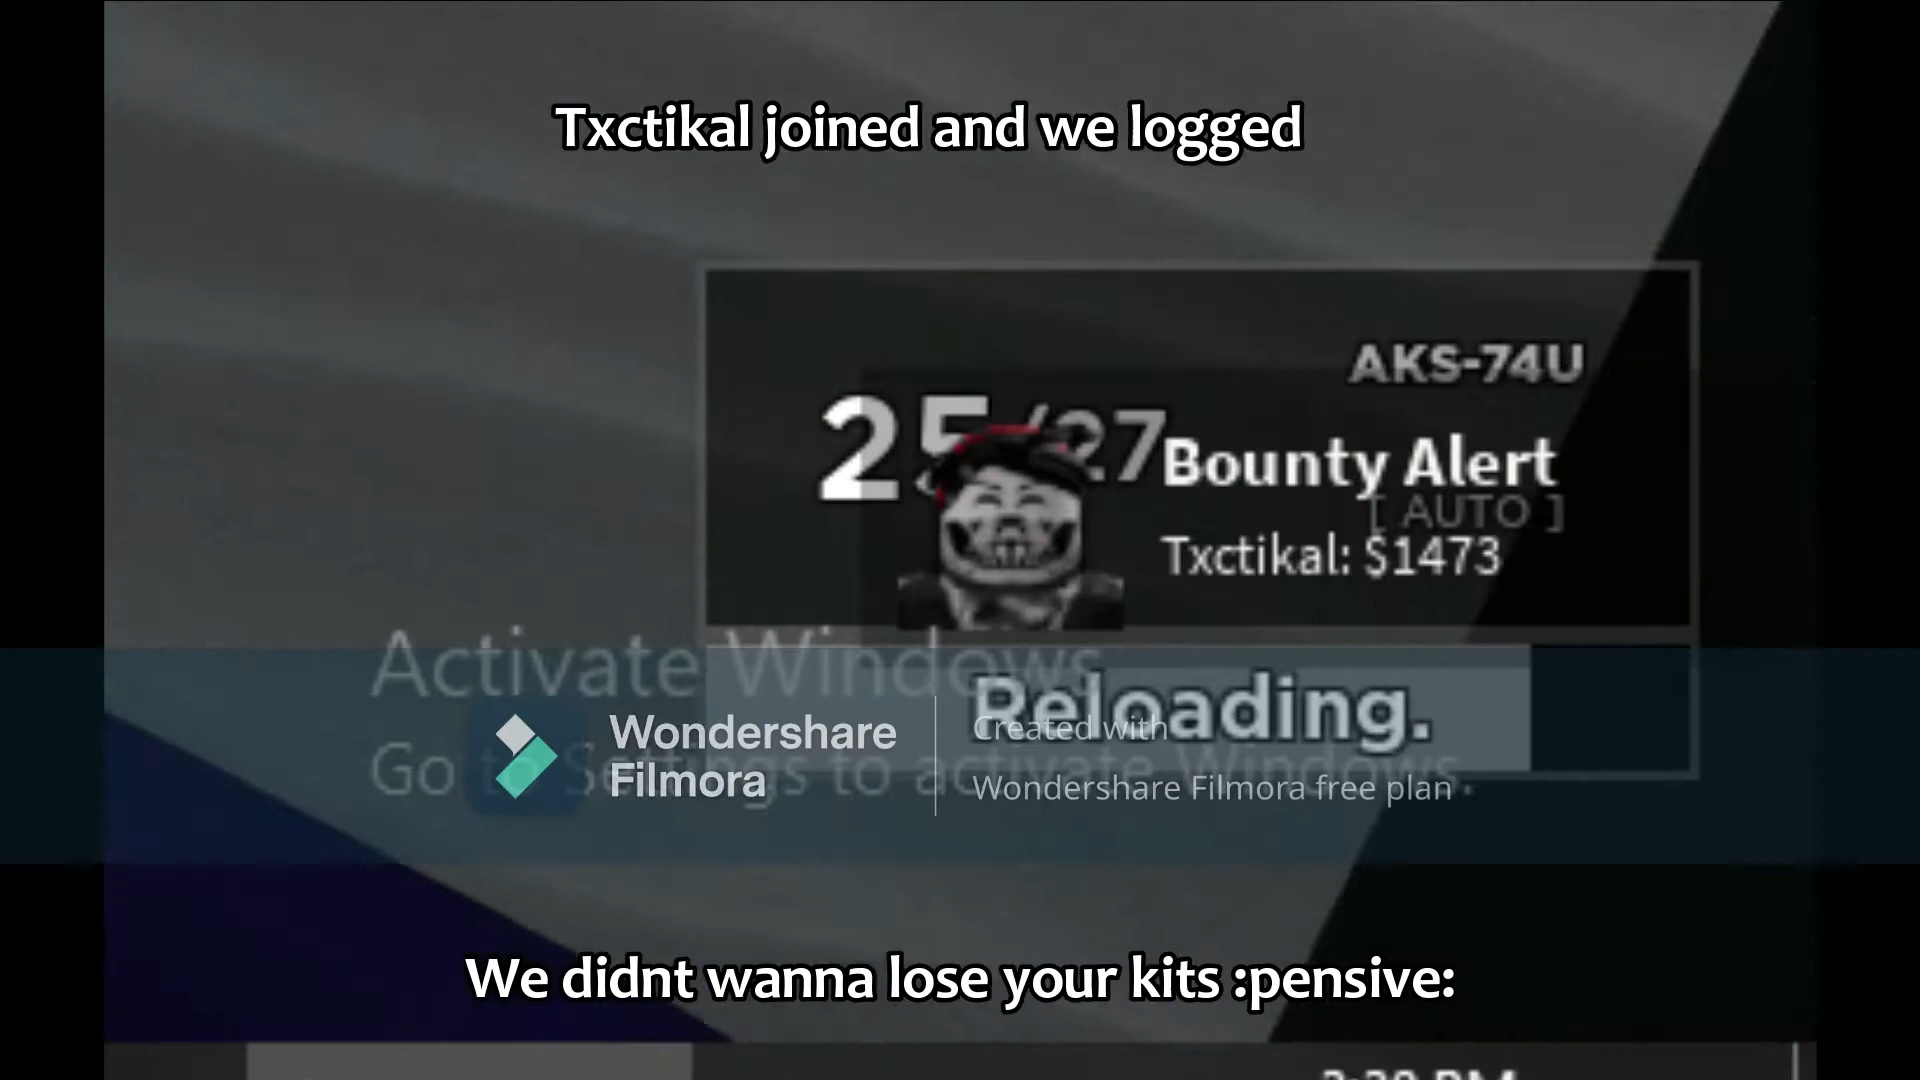 Txctikal joined and we logged
AKS-74U
25/27
Bounty Alert
[ AUTO ]
Txctikal: $1473
Activate Windows
Reloading.
Wondershare
Filmora
Created with
Go to Settings to activate Windows.
Wondershare Filmora free plan
We didnt wanna lose your kits :pensive: